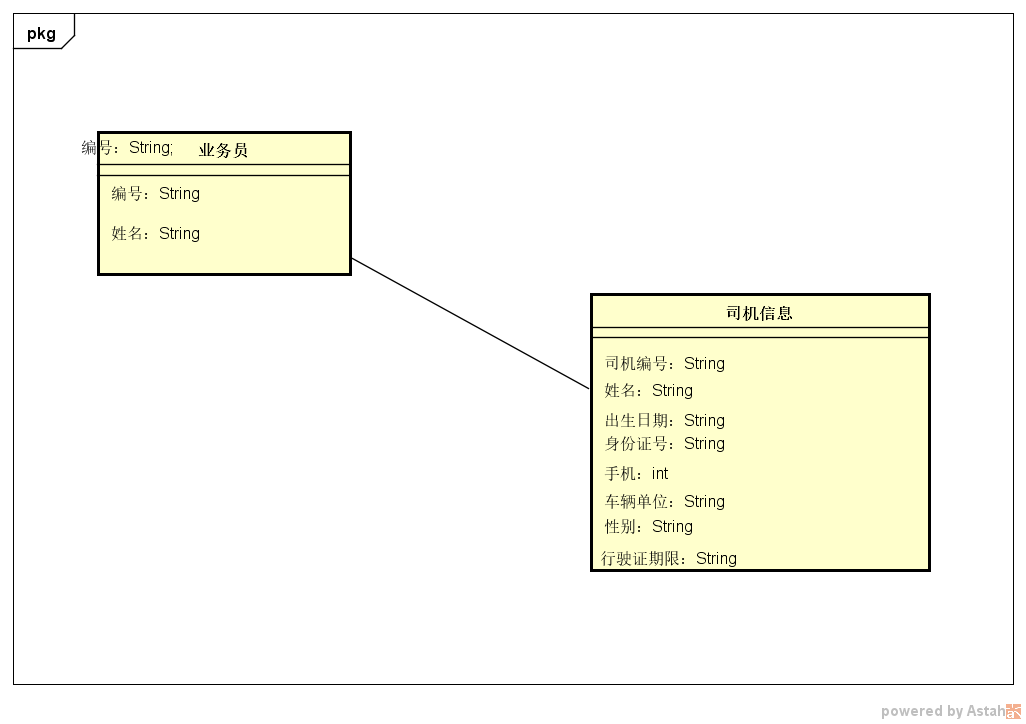 pkg
编号：String;
业务员
编号：String
姓名：String
司机信息
司机编号：String
姓名：String
出生日期：String
身份证号：String
手机：int
车辆单位：String
性别：String
行驶证期限：String
powered by Astah